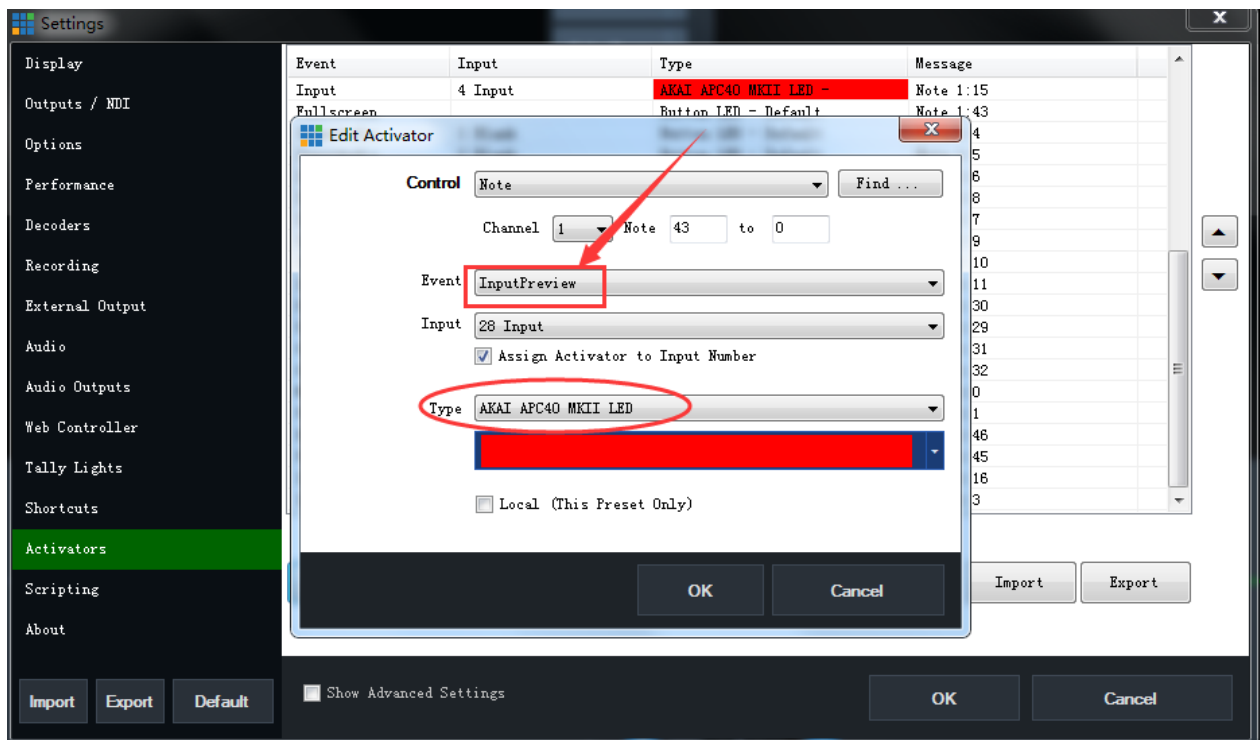 Settings
x
Display
Outputs / NDI
Options
Performance
Decoders
Recording
External Output
Audio
Audio Outputs
Web Controller
Tally Lights
Shortcuts
Activators
Scripting
About
Import Export Default
Event Input Type Message
Input 4 Input AKAI APC40 MKII LED - Note 1:15
Fullscreen Button LED - Default Note 1:43
4
5
6
8
7
9
10
11
30
29
31
32
0
1
46
45
16
3
Edit Activator
x
Control Note Find ...
Channel 1 Note 43 to 0
Event InputPreview
Input 28 Input
Assign Activator to Input Number
Type AKAI APC40 MKII LED
Local (This Preset Only)
OK Cancel
Import Export
Show Advanced Settings
OK Cancel